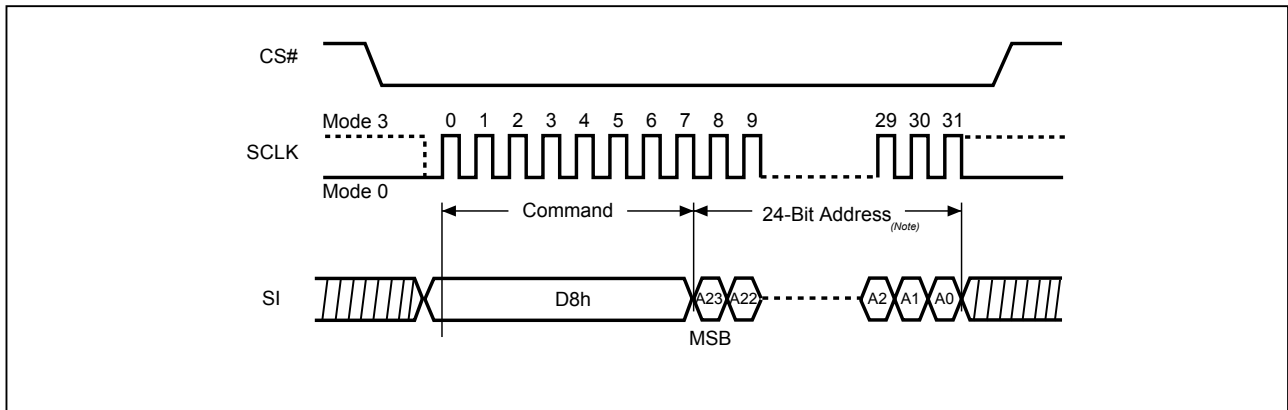 CS#
Mode 3
0 1 2 3 4 5 6 7 8 9 29 30 31
SCLK
Mode 0
Command 24-Bit Address (Note)
SI D8h A23 A22 A2 A1 A0
MSB